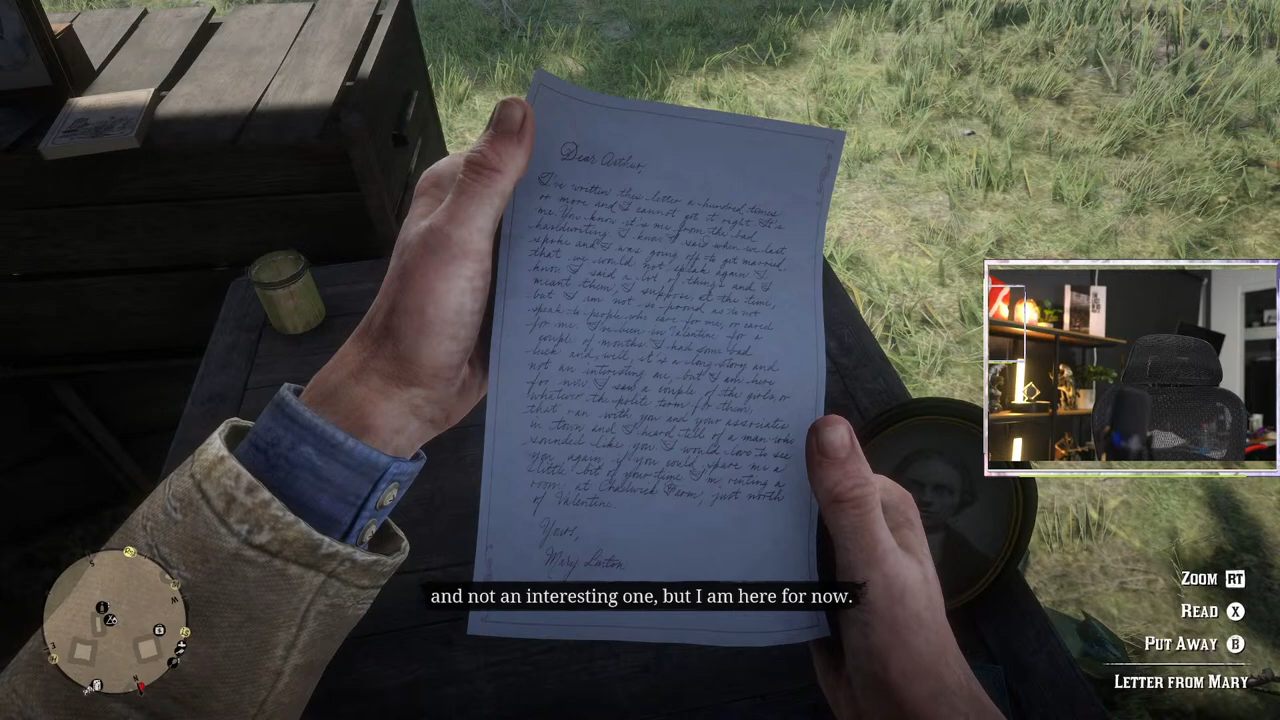 Dear Arthur,
I've written this letter a hundred times
or more and I cannot get it right. It's
me. You know it's me from the bad
handwriting. I know I said when we last
spoke and I was going off to get married,
that we would not speak again. I
know I said a lot of things and I
meant them, I suppose, at the time,
but I am not so proud as to not
speak to people who care for me, or cared
for me. I've been in Valentine for a
couple of months. I had some bad
luck and, well, it is a long story and
not an interesting one, but I am here
for now. I saw a couple of the girls, or
whatever the polite term for them,
that ran with you and your associates
in town and I heard tell of a man who
sounded like you. I would love to see
you again, if you could spare me a
little bit of your time. I'm renting a
room at Chadwick Farm, just north
of Valentine.
Yours,
Mary Linton
and not an interesting one, but I am here for now.
ZOOM RT
READ X
PUT AWAY B
LETTER FROM MARY